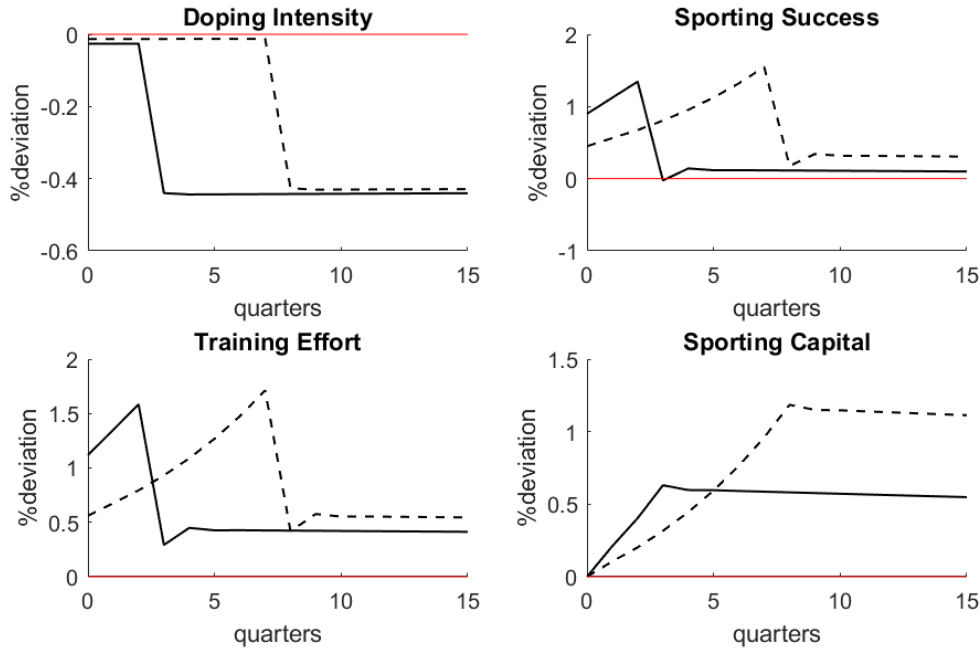 Doping Intensity
0
-0.2
-0.4
-0.6
%deviation
0 5 10 15
quarters
Sporting Success
2
1
0
-1
%deviation
0 5 10 15
quarters
Training Effort
2
1.5
1
0.5
0
%deviation
0 5 10 15
quarters
Sporting Capital
1.5
1
0.5
0
%deviation
0 5 10 15
quarters